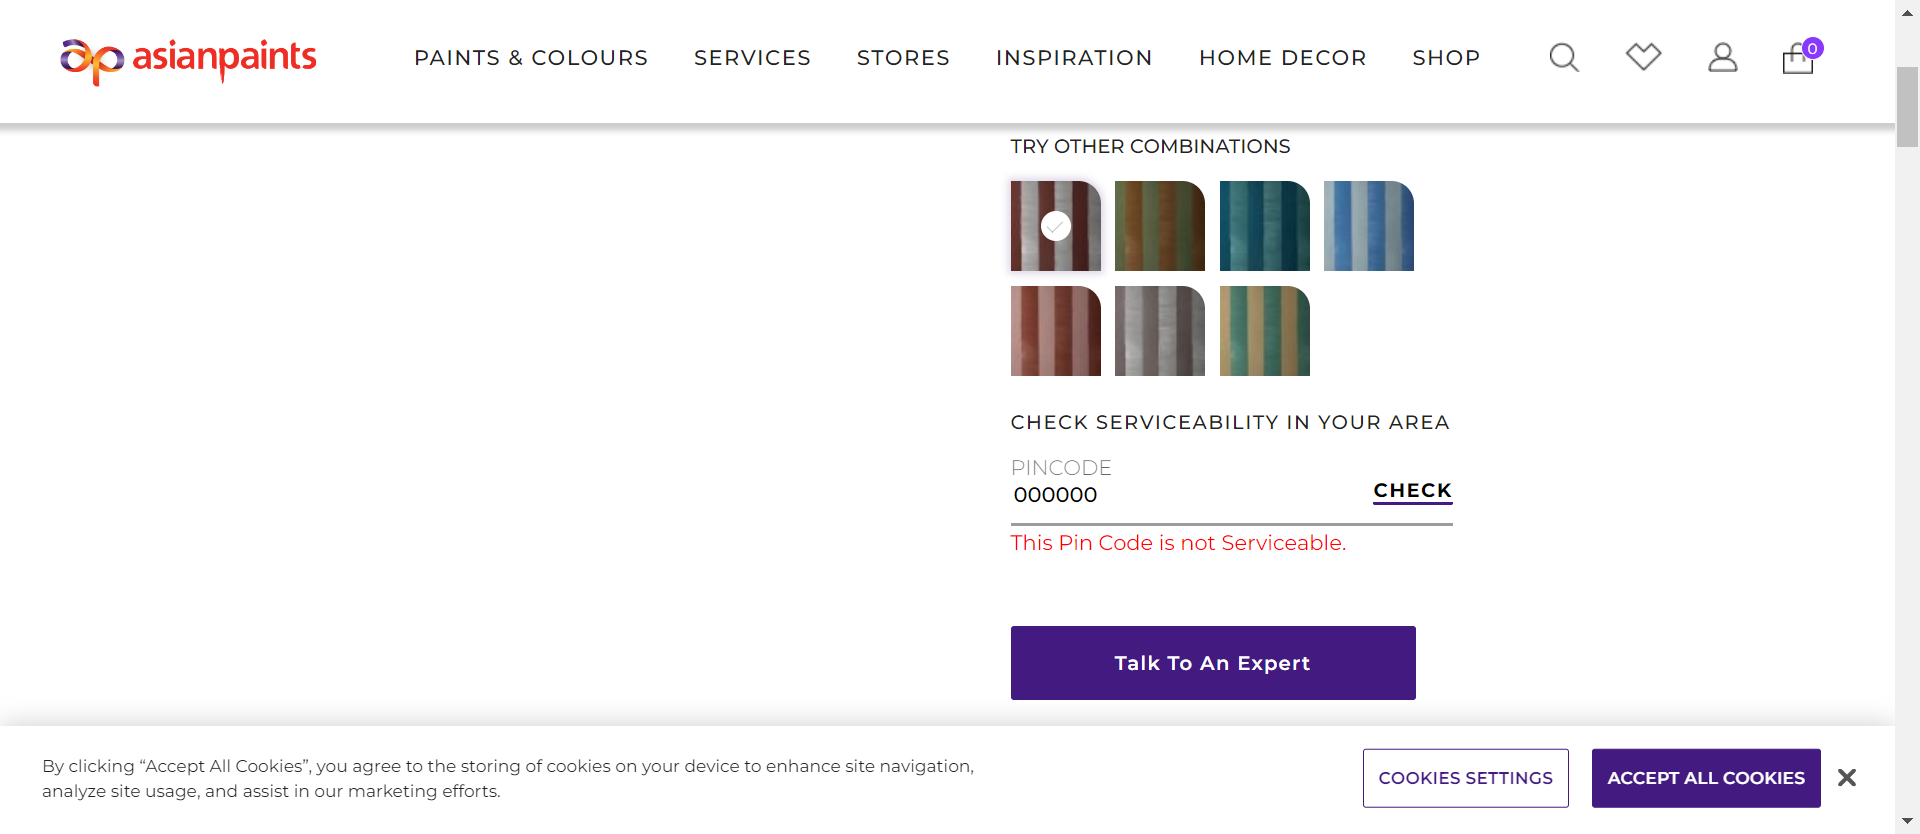 asianpaints
PAINTS & COLOURS SERVICES STORES INSPIRATION HOME DECOR SHOP
0
TRY OTHER COMBINATIONS
CHECK SERVICEABILITY IN YOUR AREA
PINCODE
000000
CHECK
This Pin Code is not Serviceable.
Talk To An Expert
By clicking “Accept All Cookies”, you agree to the storing of cookies on your device to enhance site navigation,
analyze site usage, and assist in our marketing efforts.
COOKIES SETTINGS
ACCEPT ALL COOKIES